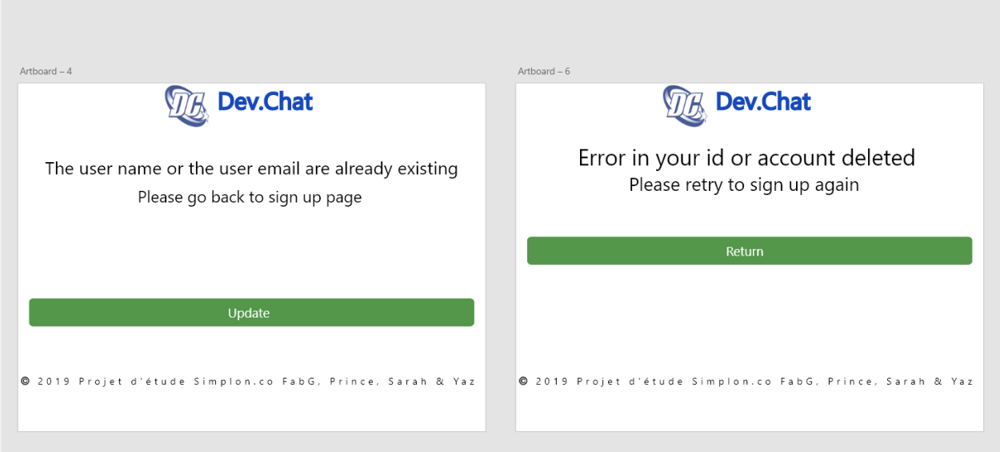 Artboard – 4
DC
Dev.Chat
The user name or the user email are already existing
Please go back to sign up page
Update
© 2019 Projet d'étude Simplon.co FabG, Prince, Sarah & Yaz
Artboard – 6
DC
Dev.Chat
Error in your id or account deleted
Please retry to sign up again
Return
© 2019 Projet d'étude Simplon.co FabG, Prince, Sarah & Yaz